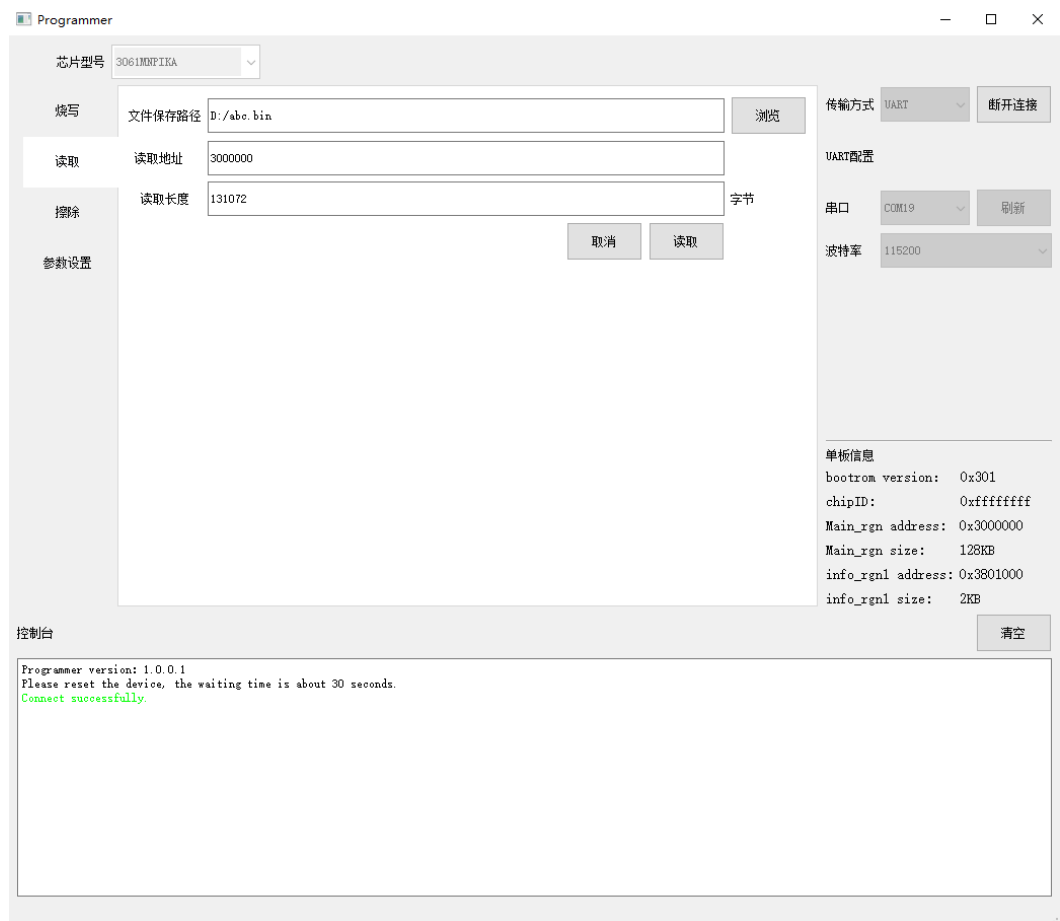 Programmer
芯片型号 3061MNPIKA
烧写
读取
擦除
参数设置
文件保存路径 D:/abc.bin 浏览
读取地址 3000000
读取长度 131072 字节
取消 读取
传输方式 UART 断开连接
UART配置
串口 COM19 刷新
波特率 115200
单板信息
bootrom version: 0x301
chipID: 0xffffffff
Main_rgn address: 0x3000000
Main_rgn size: 128KB
info_rgn1 address: 0x3801000
info_rgn1 size: 2KB
控制台 清空
Programmer version: 1.0.0.1
Please reset the device, the waiting time is about 30 seconds.
Connect successfully.